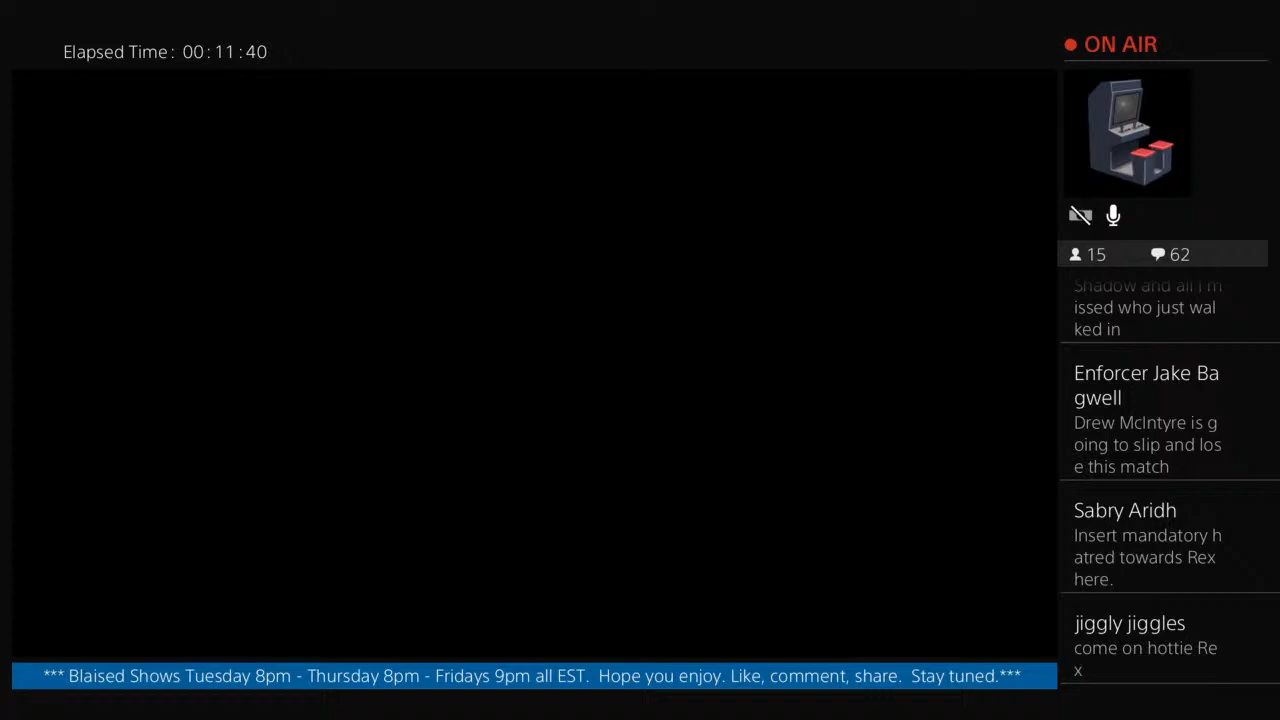 Elapsed Time: 00:11:40
ON AIR
15 62
Shadow and all I m
issed who just wal
ked in
Enforcer Jake Ba
gwell
Drew McIntyre is g
oing to slip and los
e this match
Sabry Aridh
Insert mandatory h
atred towards Rex
here.
jiggly jiggles
come on hottie Re
x
*** Blaised Shows Tuesday 8pm - Thursday 8pm - Fridays 9pm all EST. Hope you enjoy. Like, comment, share. Stay tuned.***